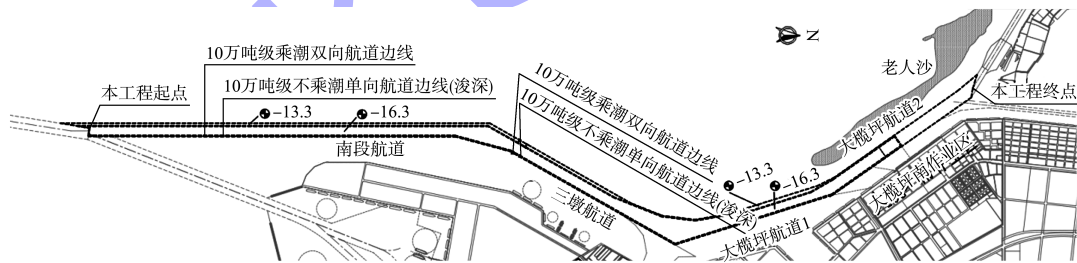 10万吨级乘潮双向航道边线
10万吨级不乘潮单向航道边线(浚深)
本工程起点
-13.3
-16.3
南段航道
10万吨级乘潮双向航道边线
10万吨级不乘潮单向航道边线(浚深)
三墩航道
-13.3
-16.3
大榄坪航道1
大榄坪航道2
大榄坪南作业区
老人沙
本工程终点
N